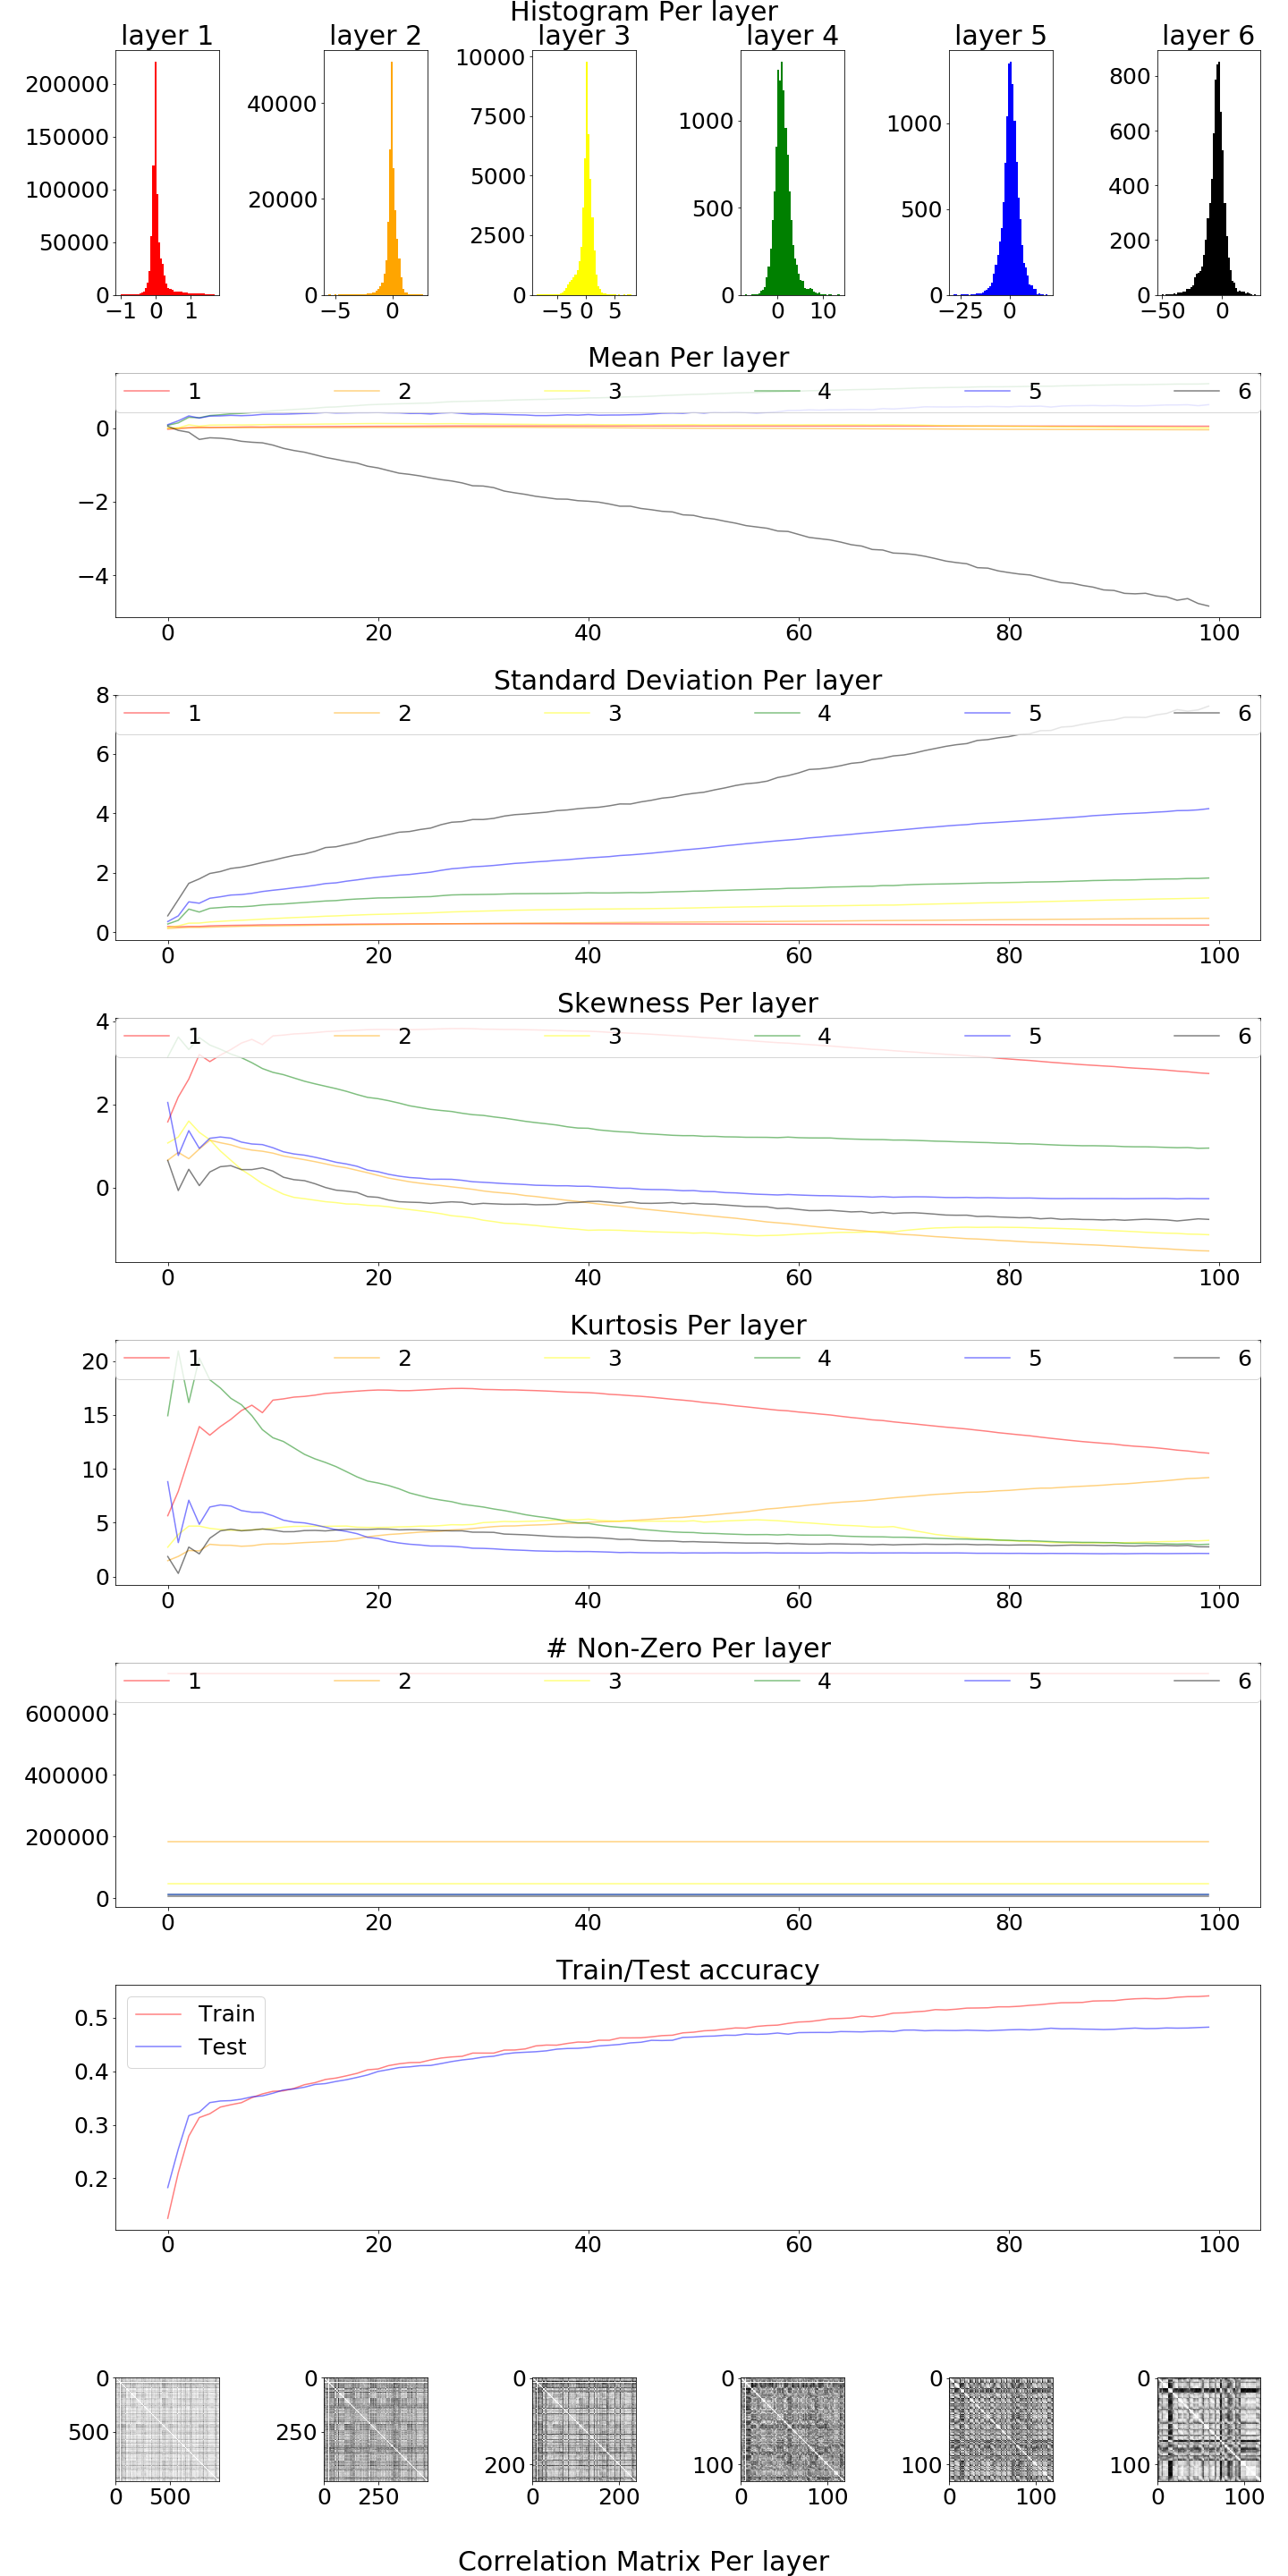 Histogram Per layer
layer 1 layer 2 layer 3 layer 4 layer 5 layer 6
200000 150000 100000 50000 0
−1 0 1
40000 20000 0
−5 0
10000 7500 5000 2500 0
−5 0 5
1000 500 0
0 10
1000 500 0
−25 0
800 600 400 200 0
−50 0
Mean Per layer
1 2 3 4 5 6
0
−2
−4
0 20 40 60 80 100
Standard Deviation Per layer
8
1 2 3 4 5 6
6
4
2
0
0 20 40 60 80 100
Skewness Per layer
4
1 2 3 4 5 6
2
0
0 20 40 60 80 100
Kurtosis Per layer
20
1 2 3 4 5 6
15
10
5
0
0 20 40 60 80 100
# Non-Zero Per layer
1 2 3 4 5 6
600000
400000
200000
0
0 20 40 60 80 100
Train/Test accuracy
Train
Test
0.5
0.4
0.3
0.2
0 20 40 60 80 100
0 500
0 500
0 250
0 250
0 200
0 200
0 100
0 100
0 100
0 100
0 100
0 100
Correlation Matrix Per layer